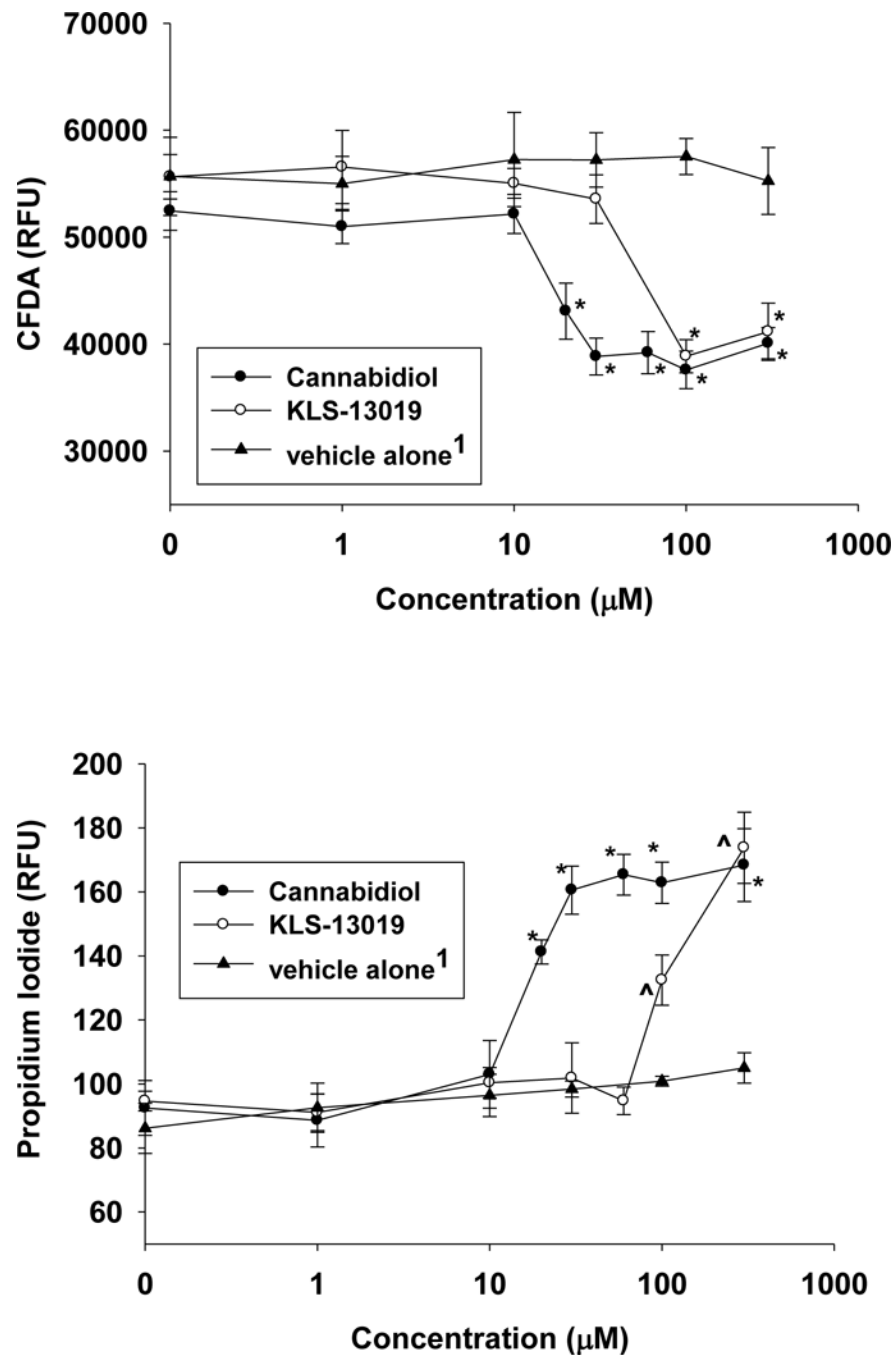 70000
60000
50000
40000
30000
CFDA (RFU)
* * * * * * *
Cannabidiol
KLS-13019
vehicle alone1
0 1 10 100 1000
Concentration (μM)
200
180
160
140
120
100
80
60
Propidium Iodide (RFU)
* * * * * ^ ^
Cannabidiol
KLS-13019
vehicle alone1
0 1 10 100 1000
Concentration (μM)